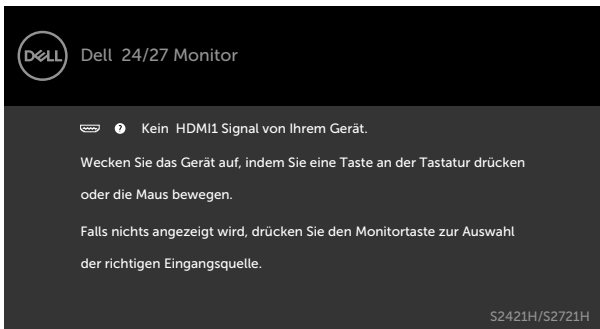 DELL
Dell 24/27 Monitor
? Kein HDMI1 Signal von Ihrem Gerät.
Wecken Sie das Gerät auf, indem Sie eine Taste an der Tastatur drücken
oder die Maus bewegen.
Falls nichts angezeigt wird, drücken Sie den Monitortaste zur Auswahl
der richtigen Eingangsquelle.
S2421H/S2721H